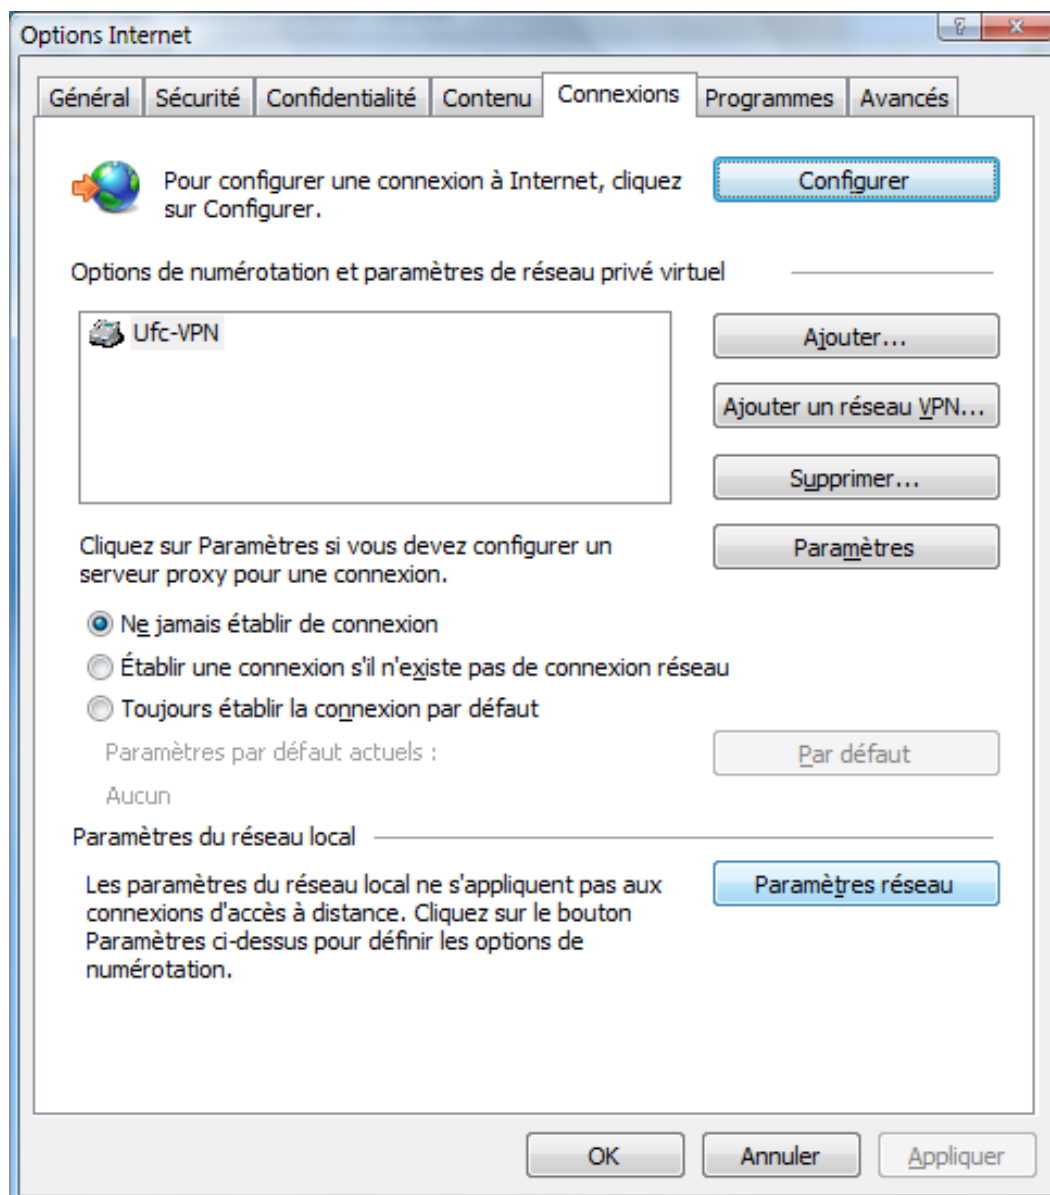 Options Internet
Général Sécurité Confidentialité Contenu Connexions Programmes Avancés
Pour configurer une connexion à Internet, cliquez
sur Configurer.
Configurer
Options de numérotation et paramètres de réseau privé virtuel
Ufc-VPN
Ajouter...
Ajouter un réseau VPN...
Supprimer...
Cliquez sur Paramètres si vous devez configurer un
serveur proxy pour une connexion.
Paramètres
Ne jamais établir de connexion
Établir une connexion s'il n'existe pas de connexion réseau
Toujours établir la connexion par défaut
Paramètres par défaut actuels :
Par défaut
Aucun
Paramètres du réseau local
Les paramètres du réseau local ne s'appliquent pas aux
connexions d'accès à distance. Cliquez sur le bouton
Paramètres ci-dessus pour définir les options de
numérotation.
Paramètres réseau
OK Annuler Appliquer